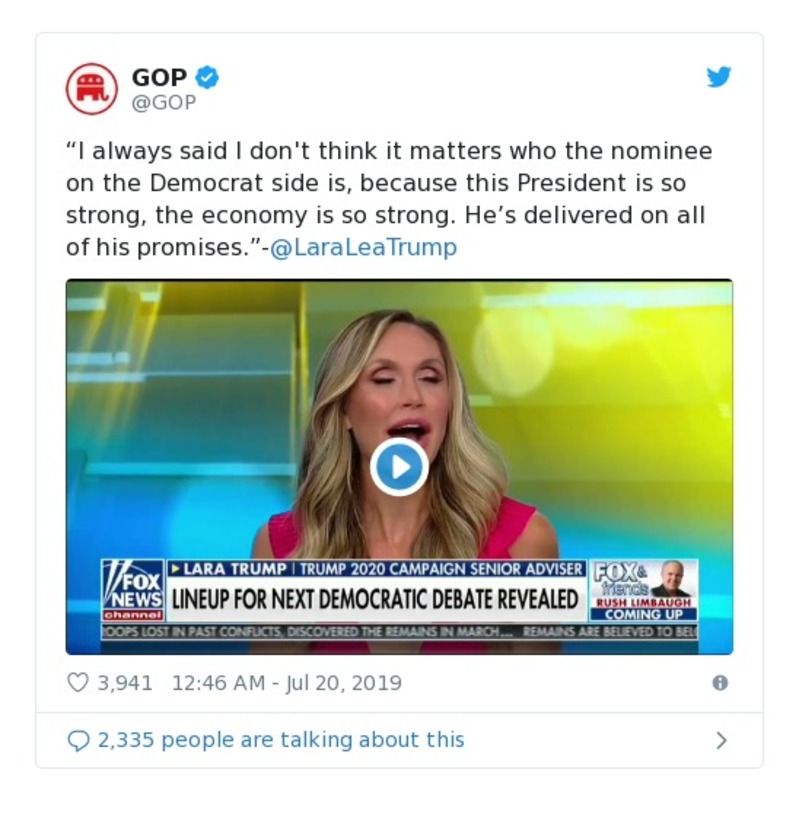 GOP
@GOP
“I always said I don't think it matters who the nominee
on the Democrat side is, because this President is so
strong, the economy is so strong. He’s delivered on all
of his promises.”-@LaraLeaTrump
FOX
NEWS
channel
LARA TRUMP | TRUMP 2020 CAMPAIGN SENIOR ADVISER
LINEUP FOR NEXT DEMOCRATIC DEBATE REVEALED
FOX &
friends
RUSH LIMBAUGH
COMING UP
OOPS LOST IN PAST CONFLICTS, DISCOVERED THE REMAINS IN MARCH.... REMAINS ARE BELIEVED TO BEL
3,941 12:46 AM - Jul 20, 2019
2,335 people are talking about this